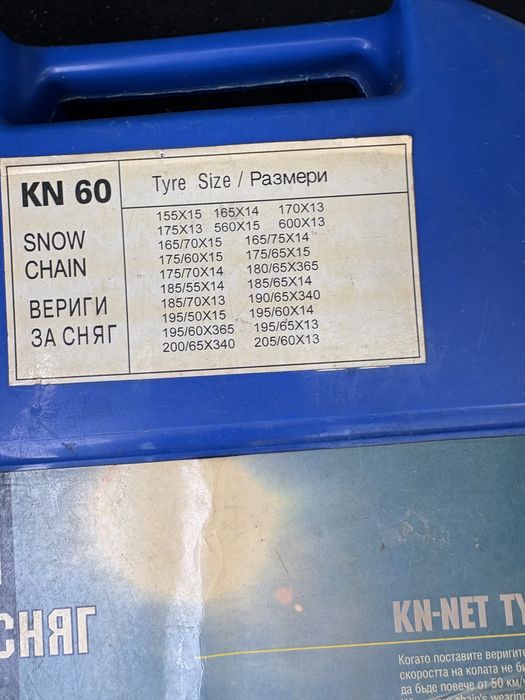 KN 60
SNOW
CHAIN
ВЕРИГИ
ЗА СНЯГ
Tyre Size / Размери
155X15 165X14 170X13
175X13 560X15 600X13
165/70X15 165/75X14
175/60X15 175/65X15
175/70X14 180/65X365
185/55X14 185/65X14
185/70X13 190/65X340
195/50X15 195/60X14
195/60X365 195/65X13
200/65X340 205/60X13
СНЯГ
KN-NET TY
Когато поставите веригите
скоростта на колата не би
да бъде повече от 50 км/
chain's wearin